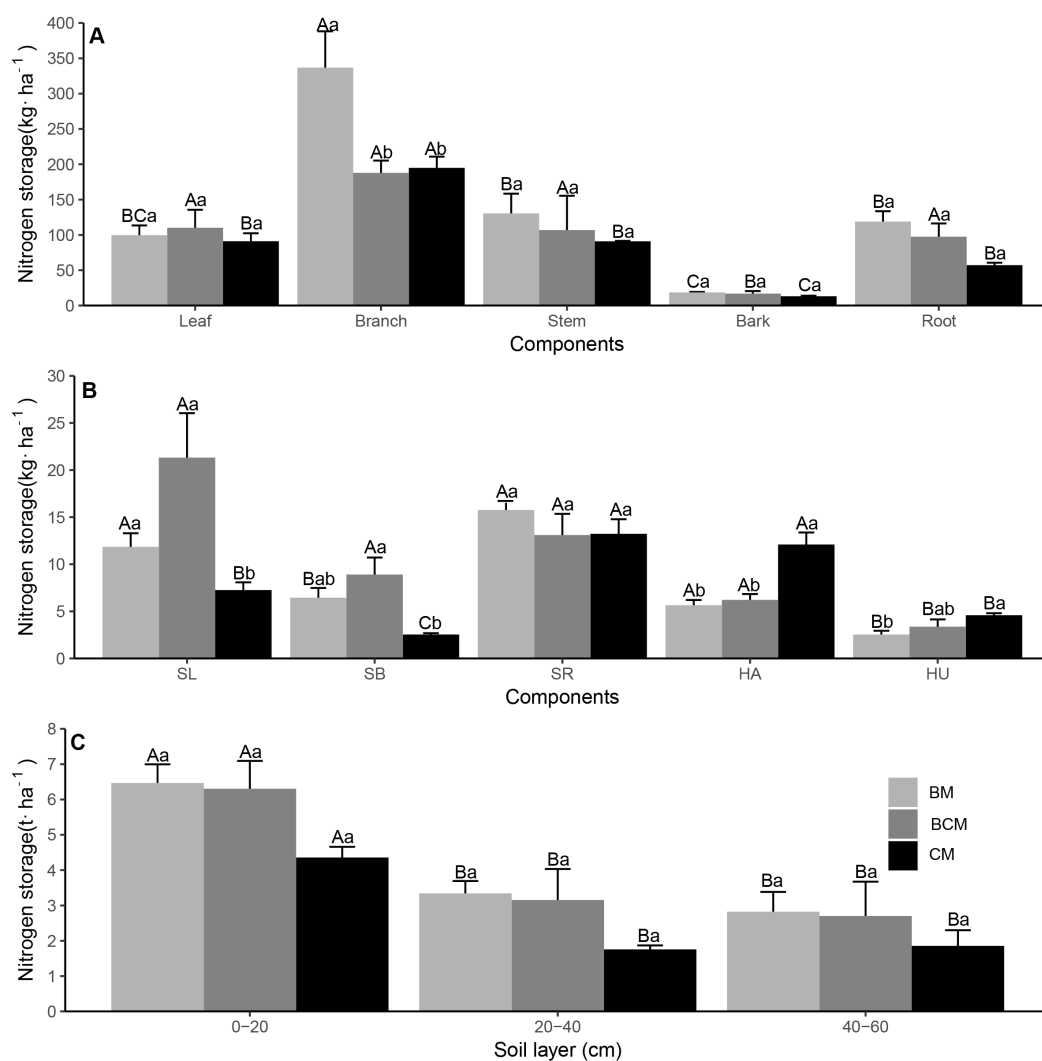 A
Nitrogen storage(kg· ha⁻¹ )
400
350
300
250
200
150
100
50
0
BCa
Aa
Ba
Aa
Ab
Ab
Ba
Aa
Ba
Ca
Ba
Ca
Ba
Aa
Ba
Leaf
Branch
Stem
Bark
Root
Components
B
Nitrogen storage(kg· ha⁻¹ )
30
25
20
15
10
5
0
Aa
Aa
Bb
Bab
Aa
Cb
Aa
Aa
Aa
Ab
Ab
Aa
Bb
Bab
Ba
SL
SB
SR
HA
HU
Components
C
Nitrogen storage(t· ha⁻¹ )
8
7
6
5
4
3
2
1
0
Aa
Aa
Aa
Ba
Ba
Ba
Ba
Ba
Ba
BM
BCM
CM
0−20
20−40
40−60
Soil layer (cm)